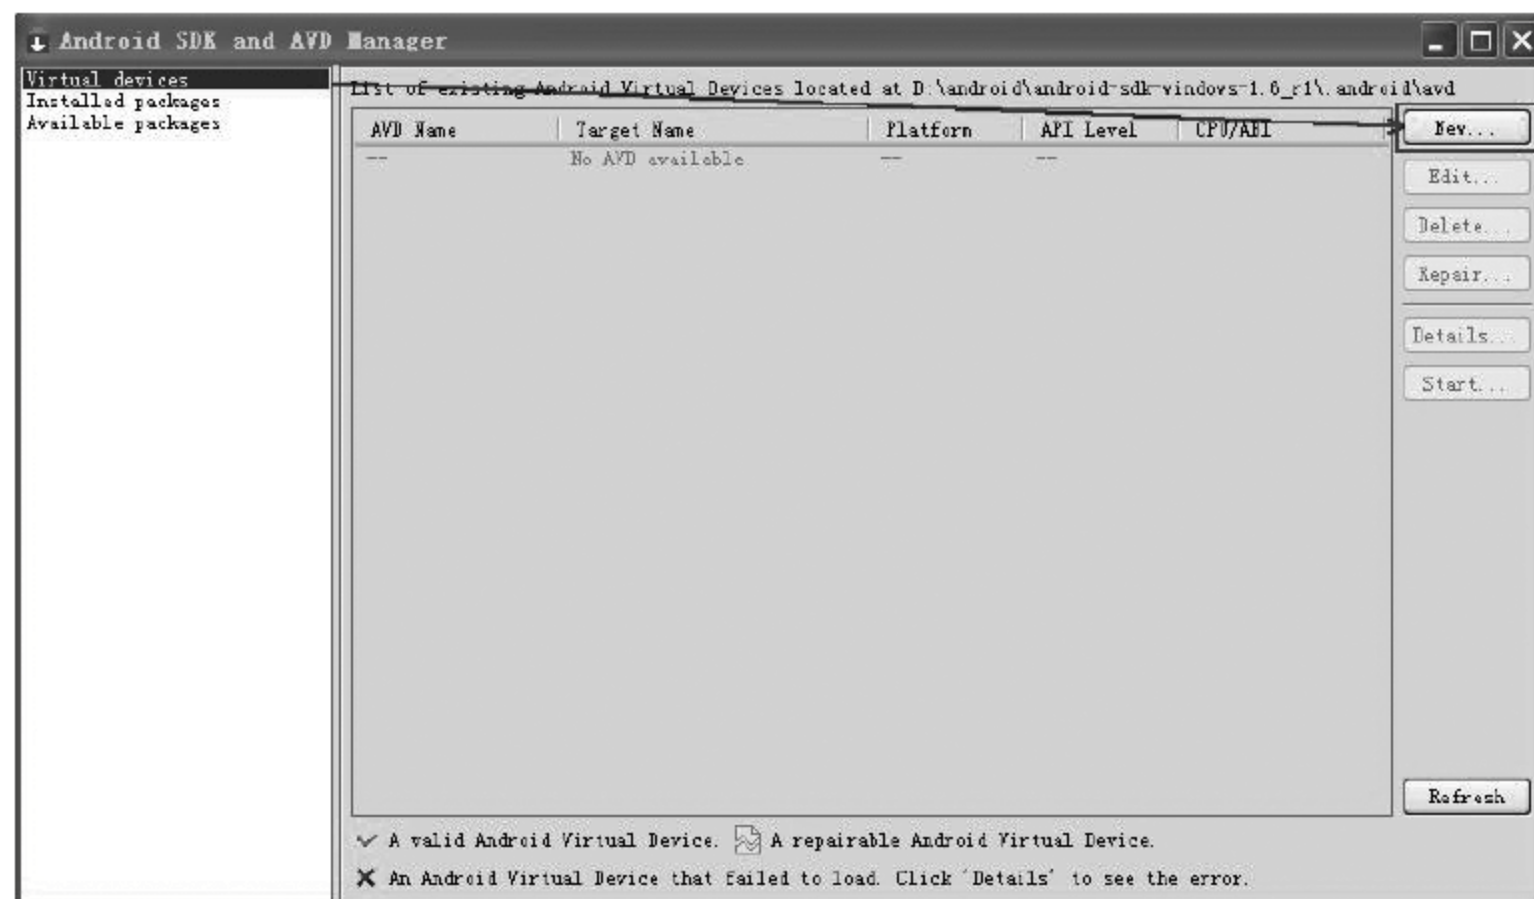 Android SDK and AVD Manager
Virtual devices
Installed packages
Available packages
List of existing Android Virtual Devices located at D:\android\android-sdk-windows-1.6_r1\.android\avd
AVD Name Target Name Platform API Level CPU/ABI
-- No AVD available -- --
New...
Edit...
Delete...
Repair...
Details...
Start...
Refresh
A valid Android Virtual Device. A repairable Android Virtual Device.
An Android Virtual Device that failed to load. Click 'Details' to see the error.